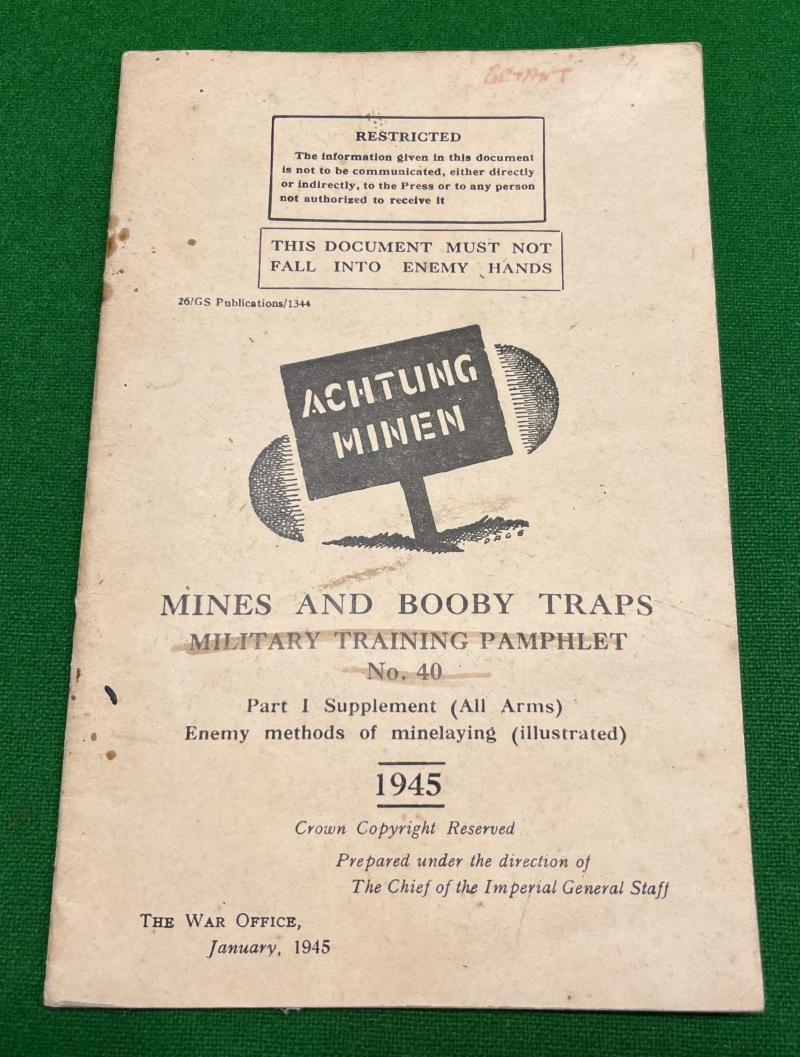 BRYANT
RESTRICTED
The information given in this document
is not to be communicated, either directly
or indirectly, to the Press or to any person
not authorized to receive it
THIS DOCUMENT MUST NOT
FALL INTO ENEMY HANDS
26/GS Publications/1344
ACHTUNG
MINEN
MINES AND BOOBY TRAPS
MILITARY TRAINING PAMPHLET
No. 40
Part I Supplement (All Arms)
Enemy methods of minelaying (illustrated)
1945
Crown Copyright Reserved
Prepared under the direction of
The Chief of the Imperial General Staff
THE WAR OFFICE,
January, 1945